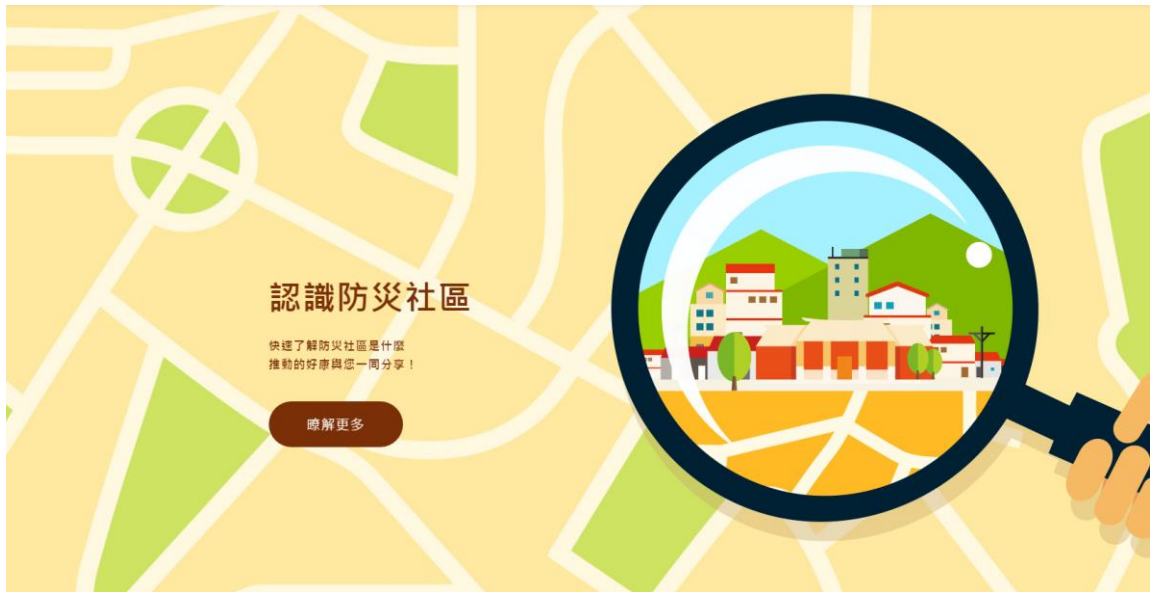 認識防災社區
快速了解防災社區是什麼
推動的好康與您一同分享！
瞭解更多